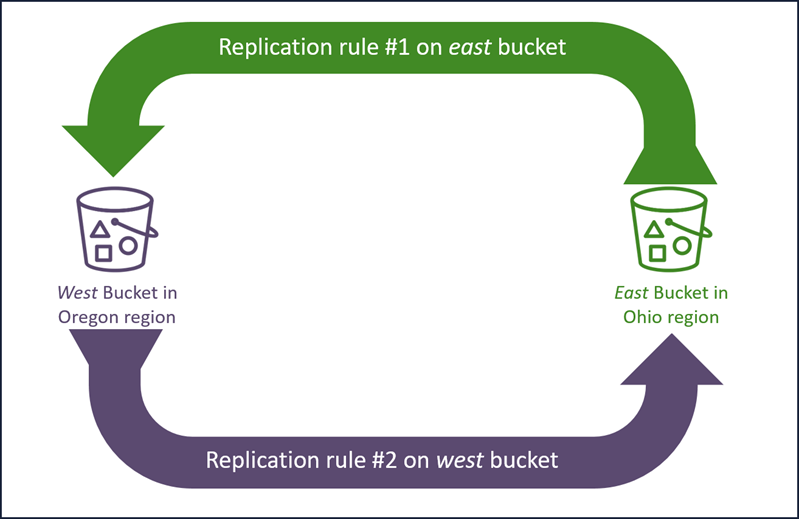 Replication rule #1 on east bucket
West Bucket in
Oregon region
East Bucket in
Ohio region
Replication rule #2 on west bucket